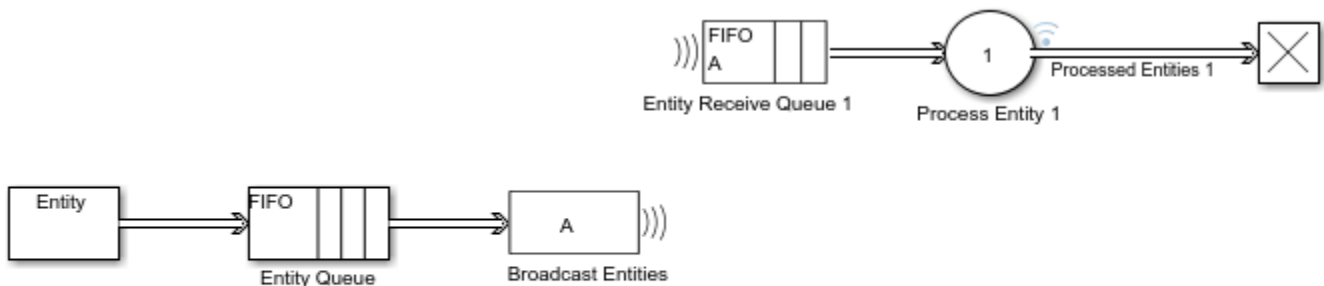 FIFO
A
Entity Receive Queue 1
1
Process Entity 1
Processed Entities 1
Entity
FIFO
Entity Queue
A
Broadcast Entities